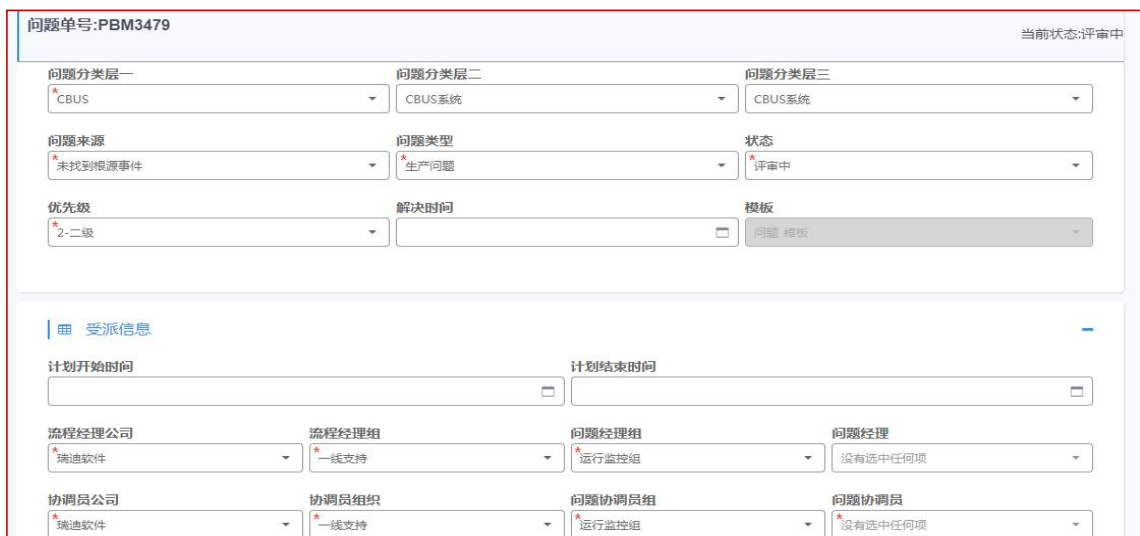 问题单号:PBM3479
当前状态:评审中
问题分类层一 问题分类层二 问题分类层三
*CBUS CBUS系统 CBUS系统
问题来源 问题类型 状态
*未找到根源事件 *生产问题 *评审中
优先级 解决时间 模板
*2-二级 问题 模板
受派信息
计划开始时间 计划结束时间
流程经理公司 流程经理组 问题经理组 问题经理
*瑞迪软件 *一线支持 *运行监控组 没有选中任何项
协调员公司 协调员组织 问题协调员组 问题协调员
*瑞迪软件 *一线支持 *运行监控组 *没有选中任何项